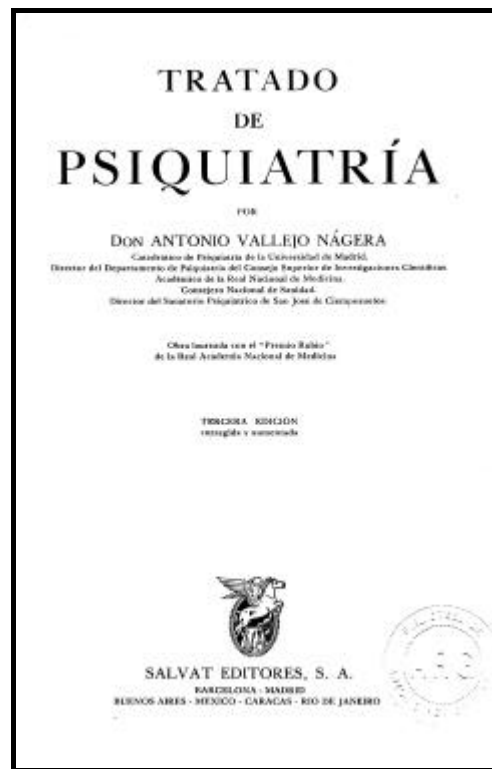 TRATADO
DE
PSIQUIATRÍA
POR
DON ANTONIO VALLEJO NÁGERA
Catedrático de Psiquiatría de la Universidad de Madrid.
Director del Departamento de Psiquiatría del Consejo Superior de Investigaciones Científicas
Académico de la Real Nacional de Medicina.
Consejero Nacional de Sanidad.
Director del Sanatorio Psiquiátrico de San José de Ciempozuelos
Obra laureada con el "Premio Rubio"
de la Real Academia Nacional de Medicina
TERCERA EDICIÓN
corregida y aumentada
SALVAT EDITORES, S. A.
BARCELONA - MADRID
BUENOS AIRES - MEXICO - CARACAS - RIO DE JANEIRO